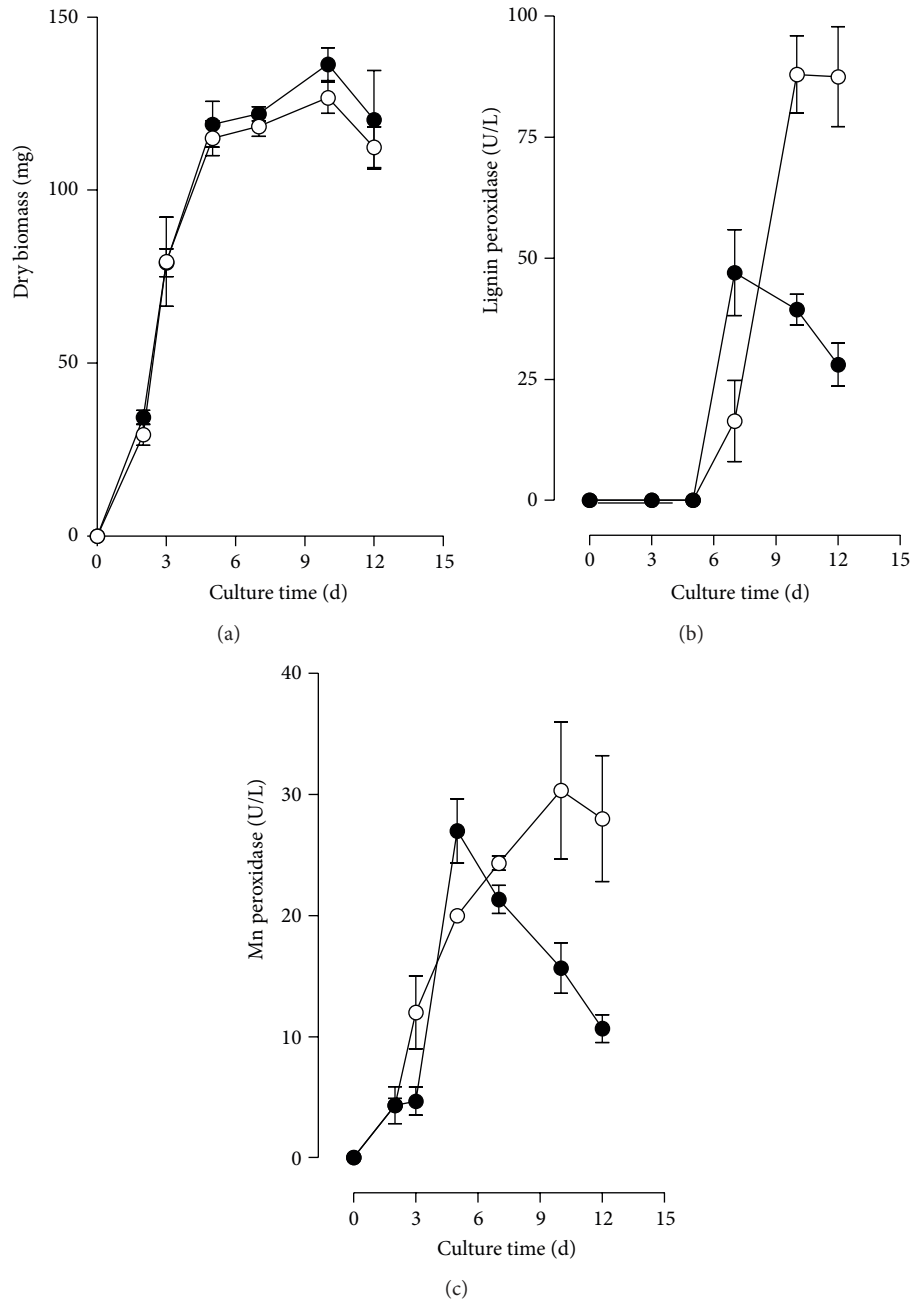 150
100
50
0
Dry biomass (mg)
0 3 6 9 12 15
Culture time (d)
(a)
100
75
50
25
0
Lignin peroxidase (U/L)
0 3 6 9 12 15
Culture time (d)
(b)
40
30
20
10
0
Mn peroxidase (U/L)
0 3 6 9 12 15
Culture time (d)
(c)